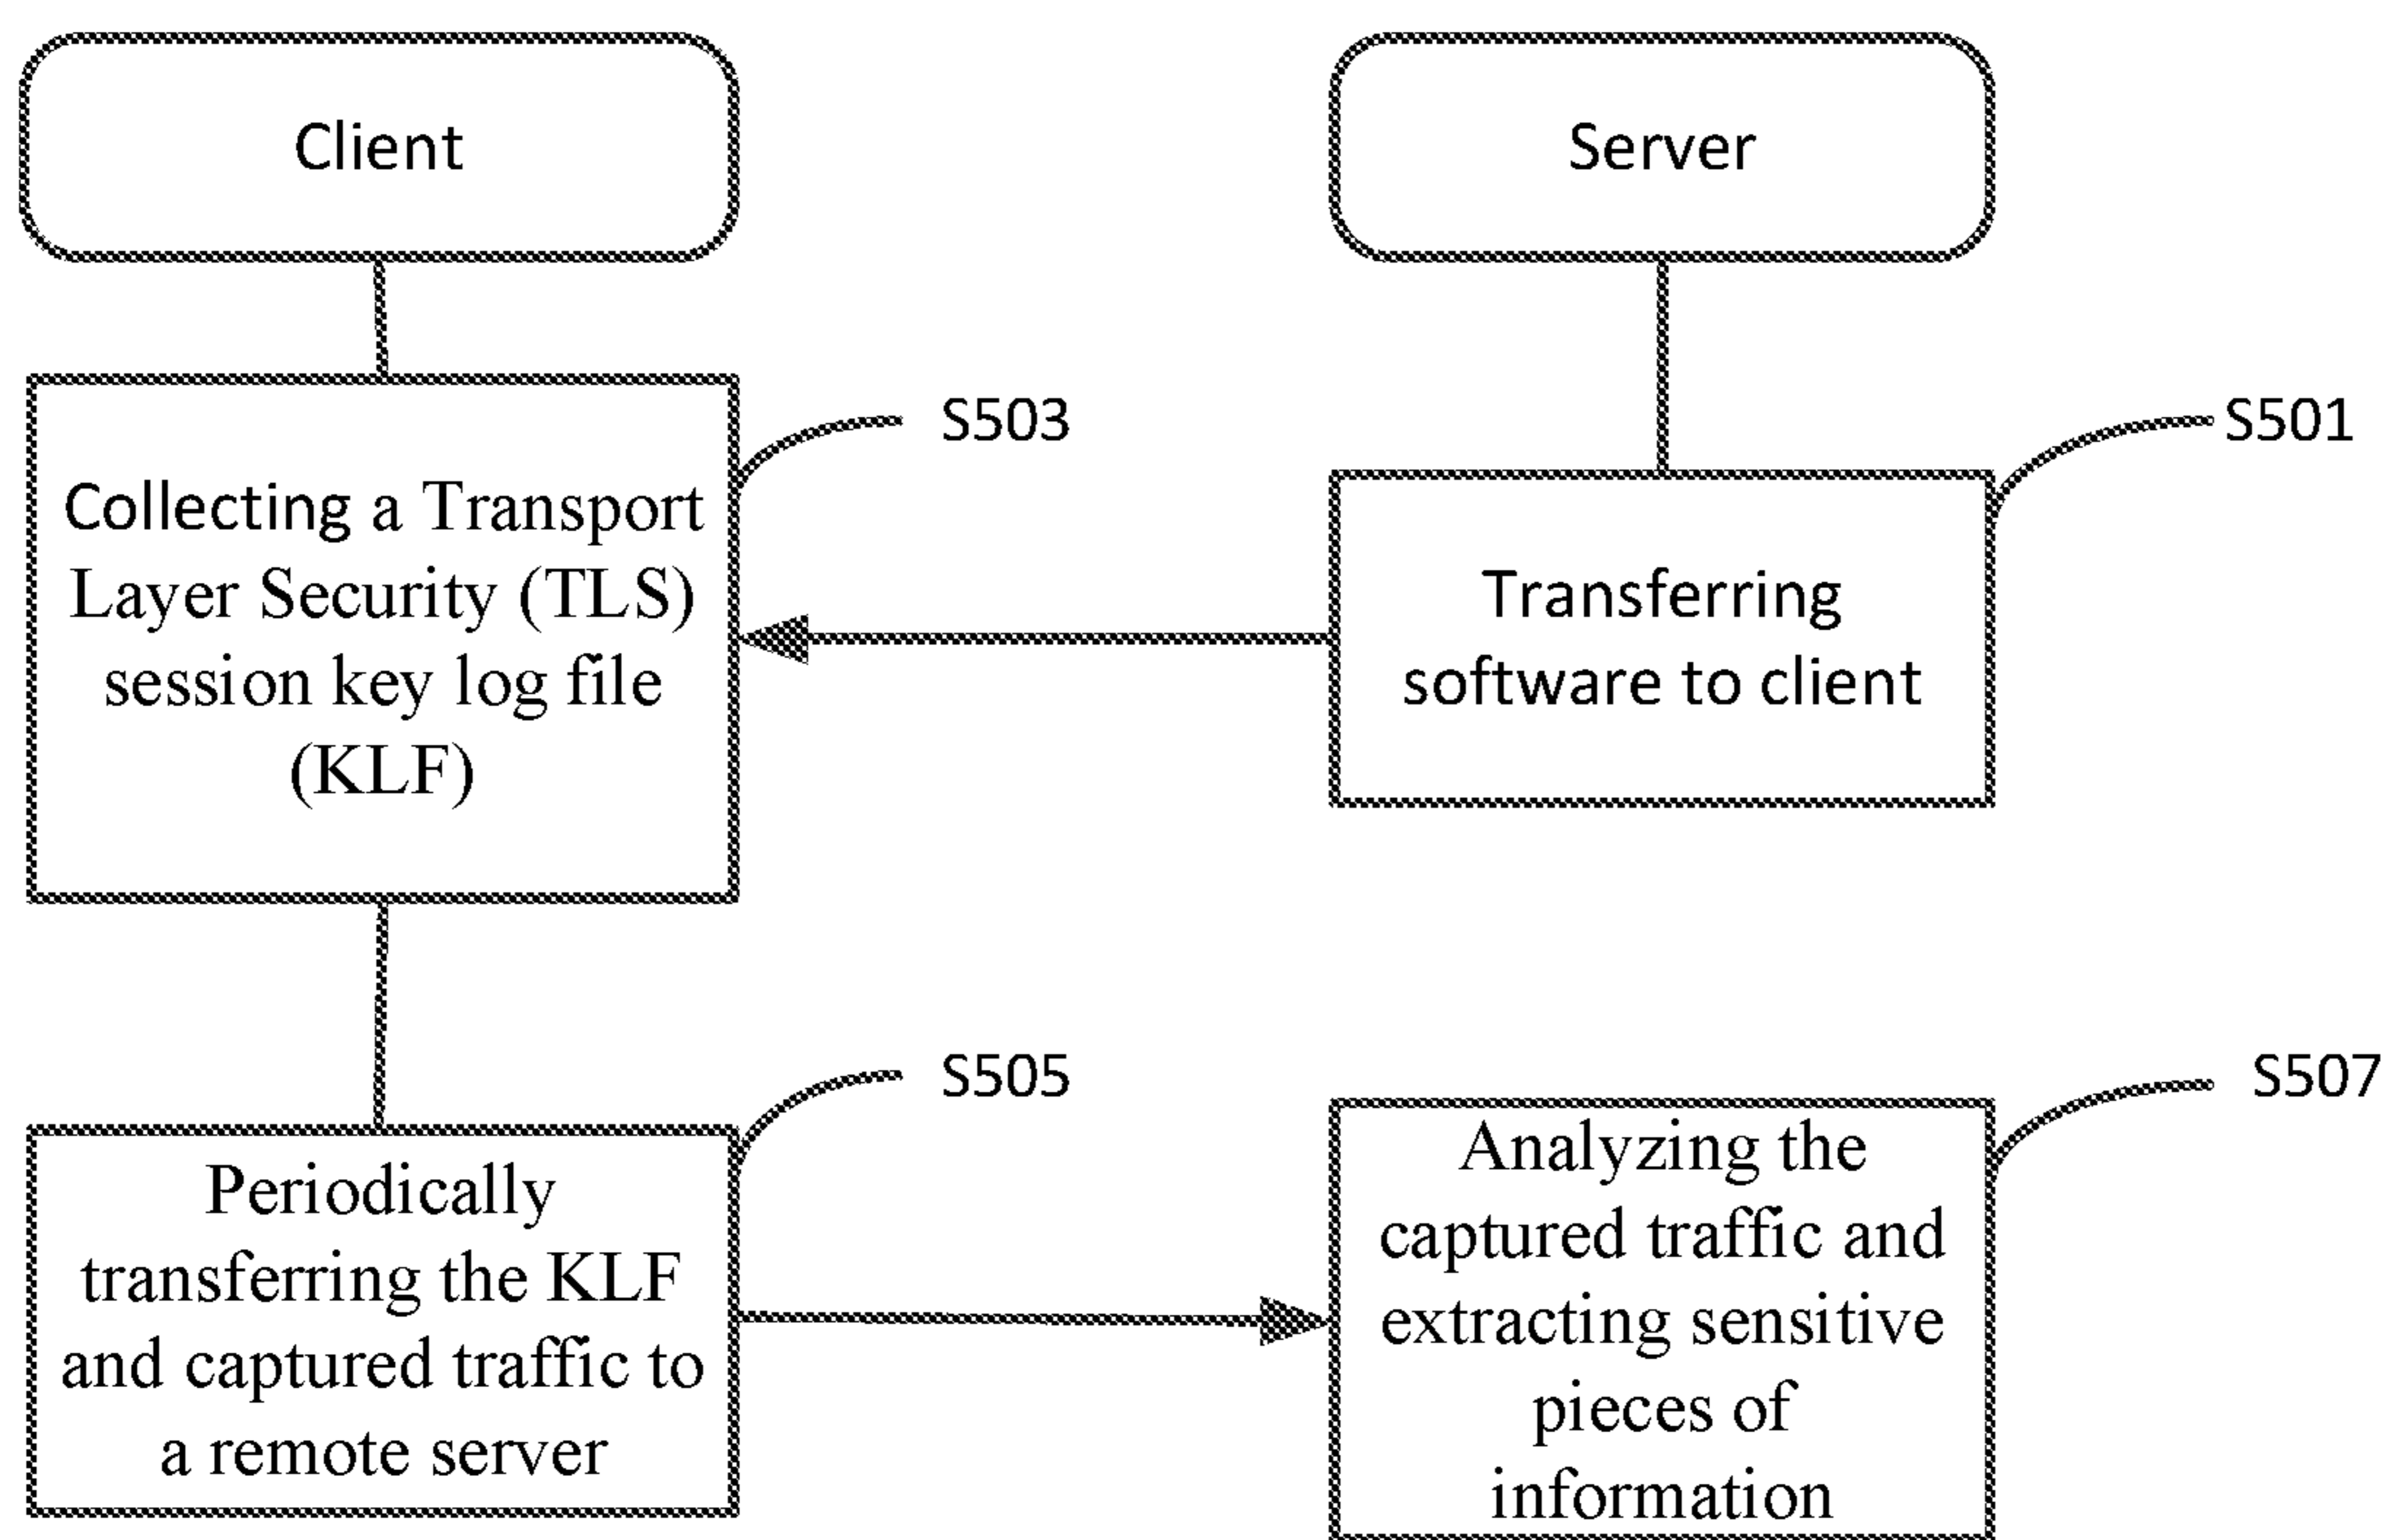 Client
Server
S503
S501
Collecting a Transport
Layer Security (TLS)
session key log file
(KLF)
Transferring
software to client
S505
S507
Periodically
transferring the KLF
and captured traffic to
a remote server
Analyzing the
captured traffic and
extracting sensitive
pieces of
information